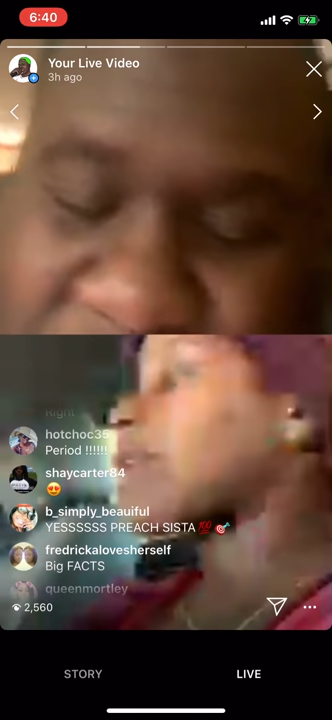 6:40
Your Live Video
3h ago
Right
hotchoc35
Period !!!!!!
shaycarter84
😍
b_simply_beauiful
YESSSSSS PREACH SISTA 💯 🎯
fredrickalovesherself
Big FACTS
queenmortley
2,560
STORY
LIVE